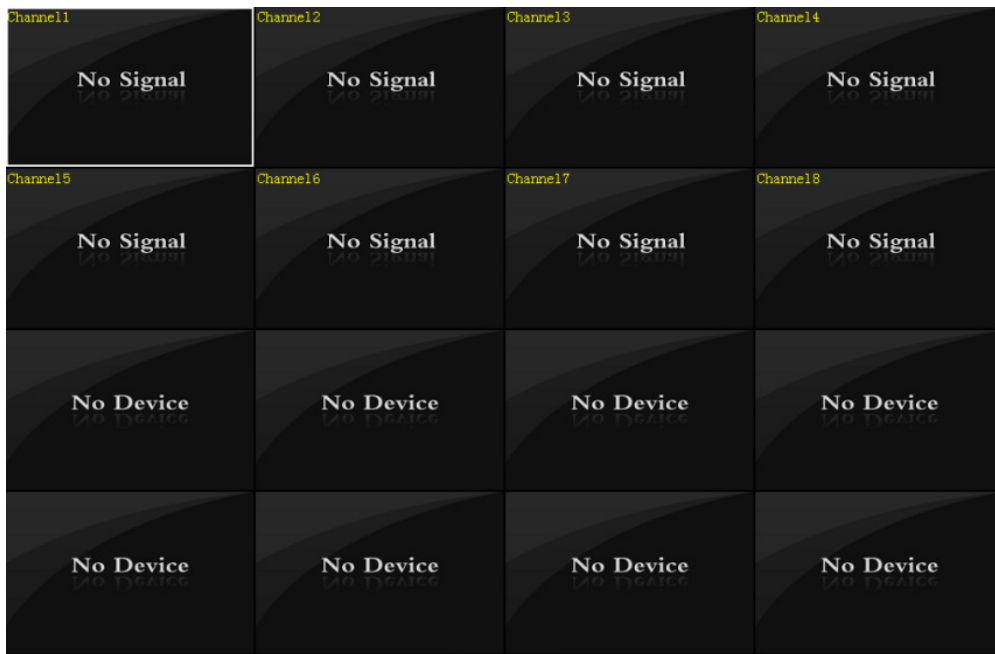 Channel1
Channel2
Channel3
Channel4
No Signal
No Signal
No Signal
No Signal
Channel5
Channel6
Channel7
Channel8
No Signal
No Signal
No Signal
No Signal
No Device
No Device
No Device
No Device
No Device
No Device
No Device
No Device